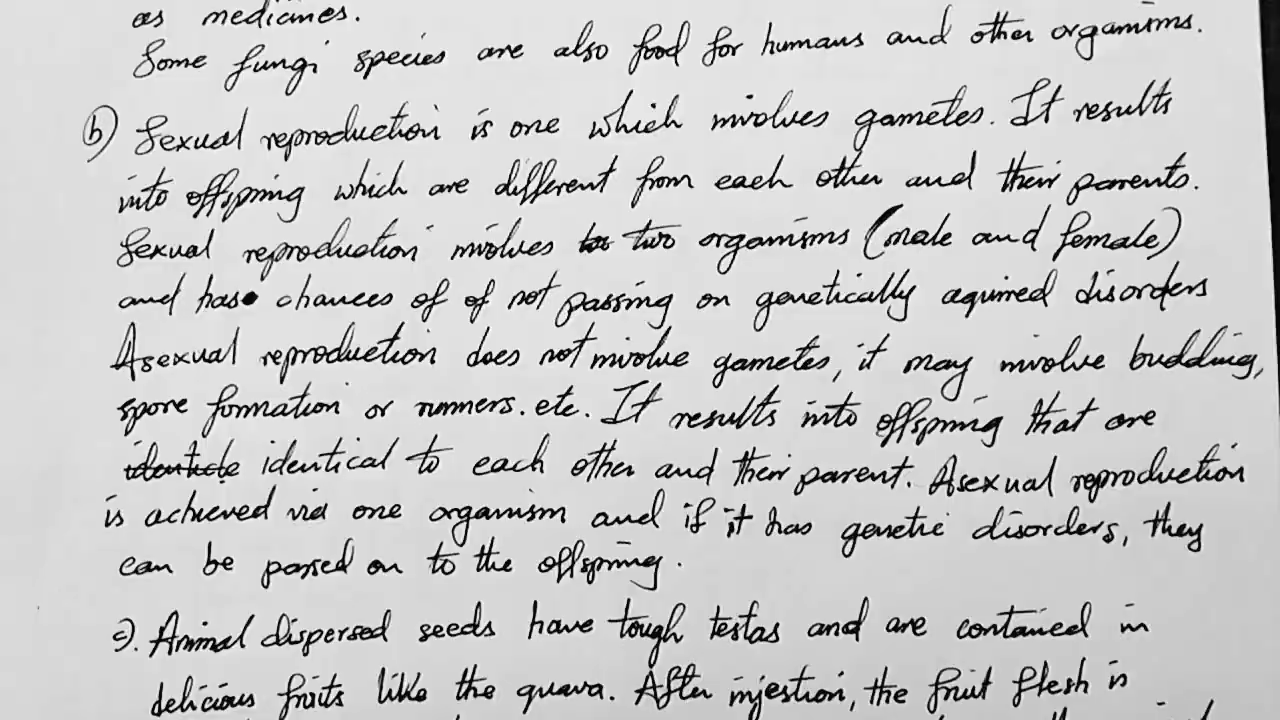 as medicines.
Some fungi species are also food for humans and other organisms.
b) Sexual reproduction is one which involves gametes. It results
into offspring which are different from each other and their parents.
Sexual reproduction involves two organisms (male and female)
and has chances of of not passing on genetically aquired disorders
Asexual reproduction does not involve gametes, it may involve budding,
spore formation or runners. etc. It results into offspring that are
identicle identical to each other and their parent. Asexual reproduction
is achieved via one organism and if it has genetic disorders, they
can be passed on to the offspring.
c). Animal dispersed seeds have tough testas and are contained in
delicious fruits like the guava. After injestion, the fruit flesh is